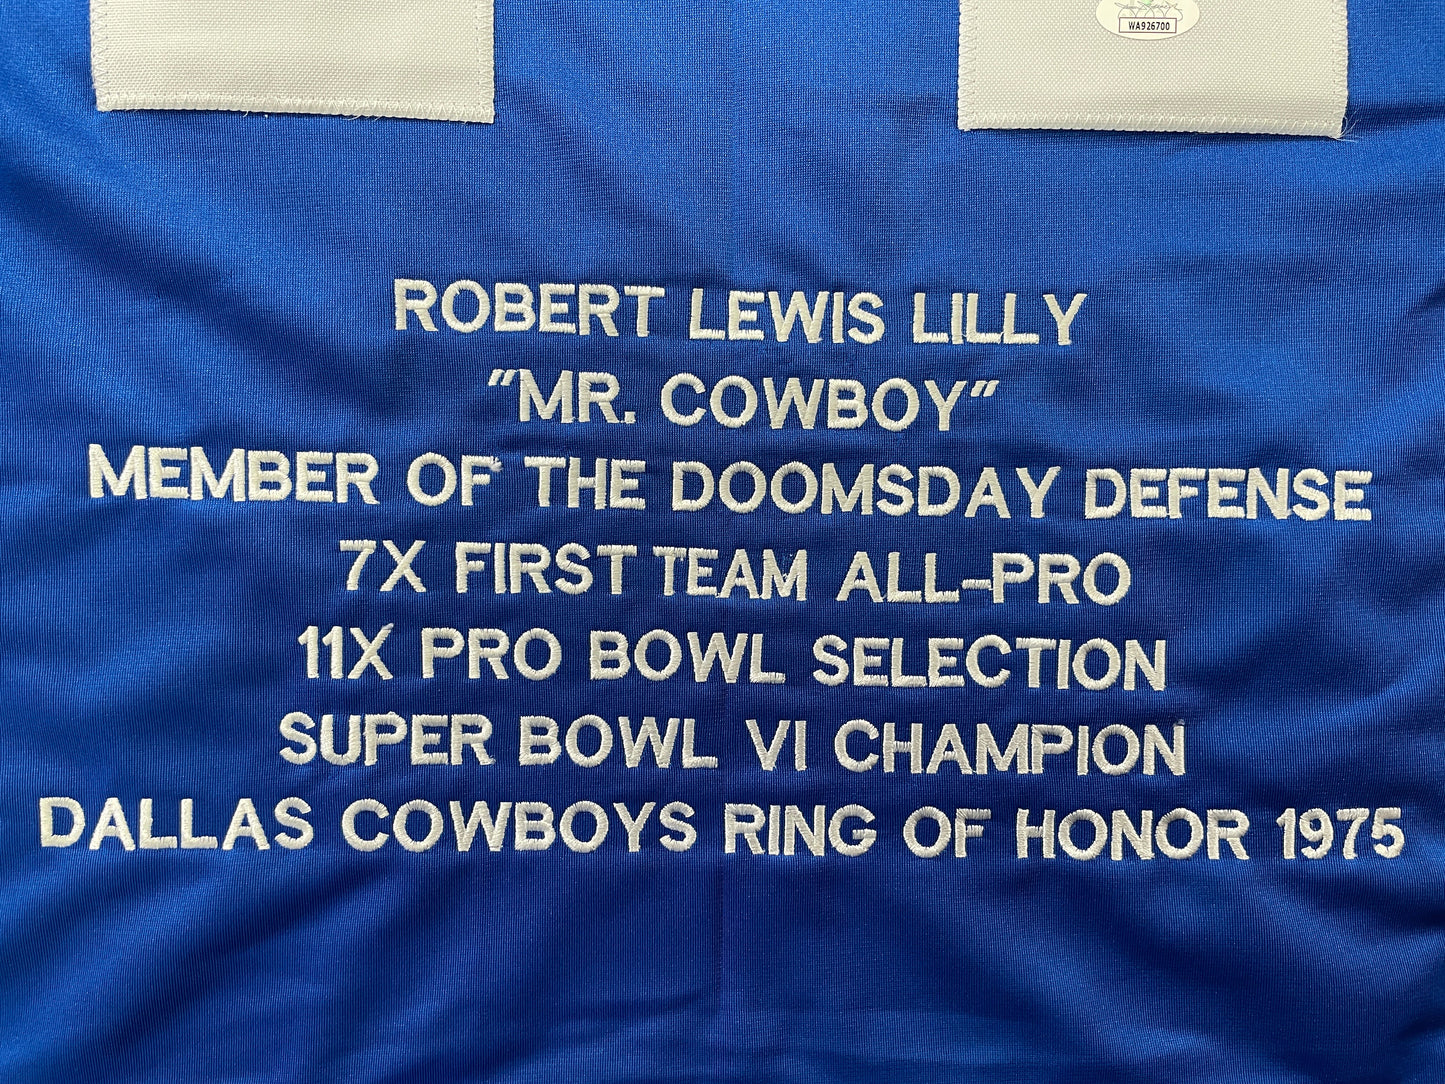 WA926700
ROBERT LEWIS LILLY
"MR. COWBOY"
MEMBER OF THE DOOMSDAY DEFENSE
7X FIRST TEAM ALL-PRO
11X PRO BOWL SELECTION
SUPER BOWL VI CHAMPION
DALLAS COWBOYS RING OF HONOR 1975